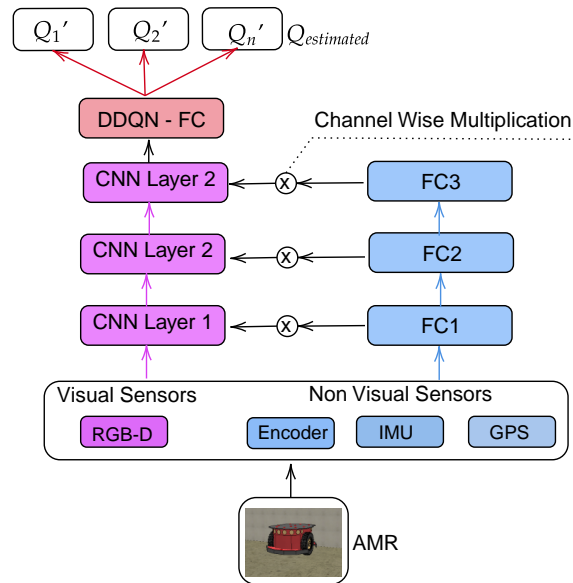 Q₁′ Q₂′ Qₙ′ Q_estimated
DDQN - FC
Channel Wise Multiplication
CNN Layer 2 x FC3
CNN Layer 2 x FC2
CNN Layer 1 x FC1
Visual Sensors Non Visual Sensors
RGB-D Encoder IMU GPS
AMR